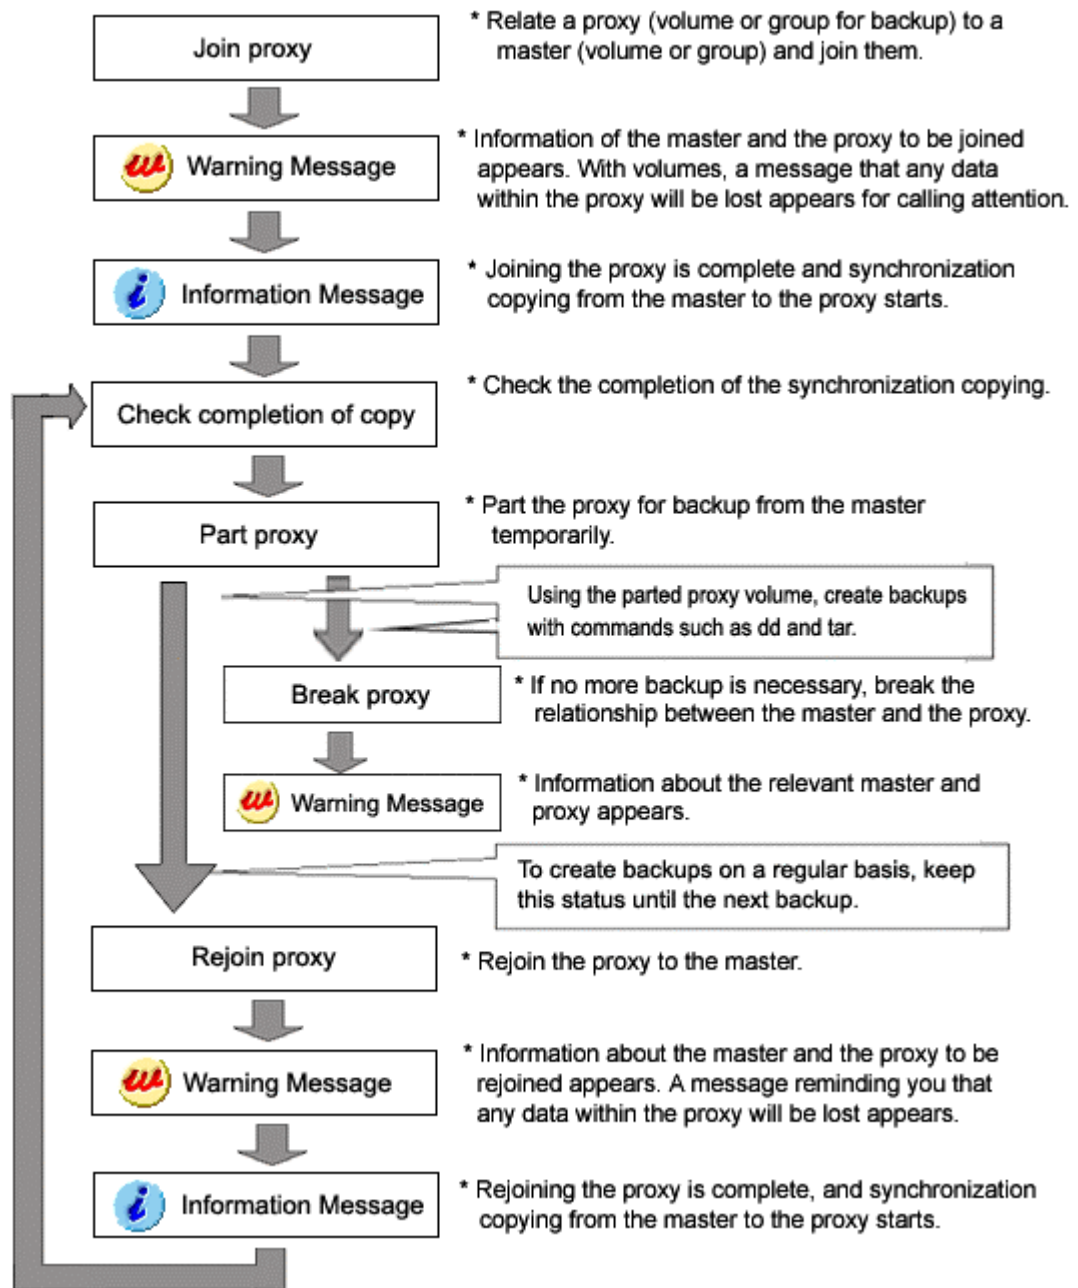 Join proxy
* Relate a proxy (volume or group for backup) to a
master (volume or group) and join them.
Warning Message
* Information of the master and the proxy to be joined
appears. With volumes, a message that any data
within the proxy will be lost appears for calling attention.
Information Message
* Joining the proxy is complete and synchronization
copying from the master to the proxy starts.
Check completion of copy
* Check the completion of the synchronization copying.
Part proxy
* Part the proxy for backup from the master
temporarily.
Using the parted proxy volume, create backups
with commands such as dd and tar.
Break proxy
* If no more backup is necessary, break the
relationship between the master and the proxy.
Warning Message
* Information about the relevant master and
proxy appears.
To create backups on a regular basis, keep
this status until the next backup.
Rejoin proxy
* Rejoin the proxy to the master.
Warning Message
* Information about the master and the proxy to be
rejoined appears. A message reminding you that
any data within the proxy will be lost appears.
Information Message
* Rejoining the proxy is complete, and synchronization
copying from the master to the proxy starts.